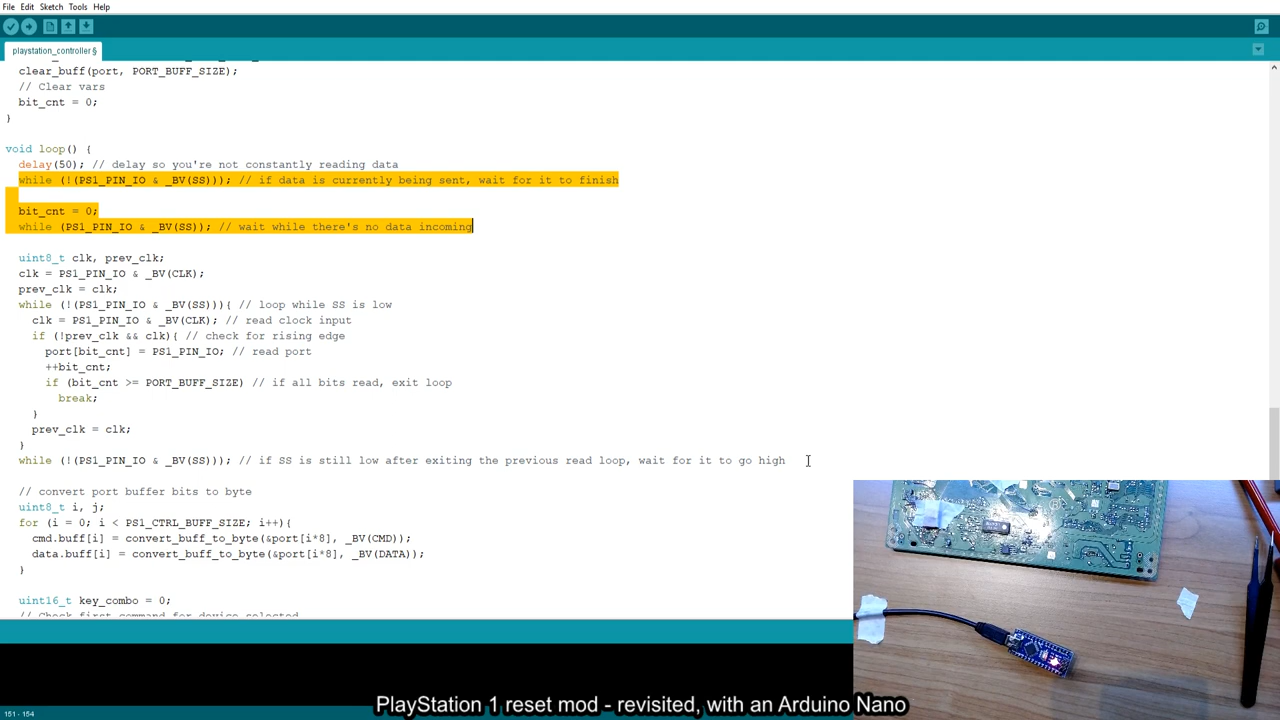 File Edit Sketch Tools Help
playstation_controller §
clear_buff(port, PORT_BUFF_SIZE);
// Clear vars
bit_cnt = 0;
}
void loop() {
delay(50); // delay so you're not constantly reading data
while (!(PS1_PIN_IO & _BV(SS))); // if data is currently being sent, wait for it to finish
bit_cnt = 0;
while (PS1_PIN_IO & _BV(SS)); // wait while there's no data incoming
uint8_t clk, prev_clk;
clk = PS1_PIN_IO & _BV(CLK);
prev_clk = clk;
while (!(PS1_PIN_IO & _BV(SS))){ // loop while SS is low
clk = PS1_PIN_IO & _BV(CLK); // read clock input
if (!prev_clk && clk){ // check for rising edge
port[bit_cnt] = PS1_PIN_IO; // read port
++bit_cnt;
if (bit_cnt >= PORT_BUFF_SIZE) // if all bits read, exit loop
break;
}
prev_clk = clk;
}
while (!(PS1_PIN_IO & _BV(SS))); // if SS is still low after exiting the previous read loop, wait for it to go high
// convert port buffer bits to byte
uint8_t i, j;
for (i = 0; i < PS1_CTRL_BUFF_SIZE; i++){
cmd.buff[i] = convert_buff_to_byte(&port[i*8], _BV(CMD));
data.buff[i] = convert_buff_to_byte(&port[i*8], _BV(DATA));
}
uint16_t key_combo = 0;
// Check first command for device selected
151 - 154
PlayStation 1 reset mod - revisited, with an Arduino Nano